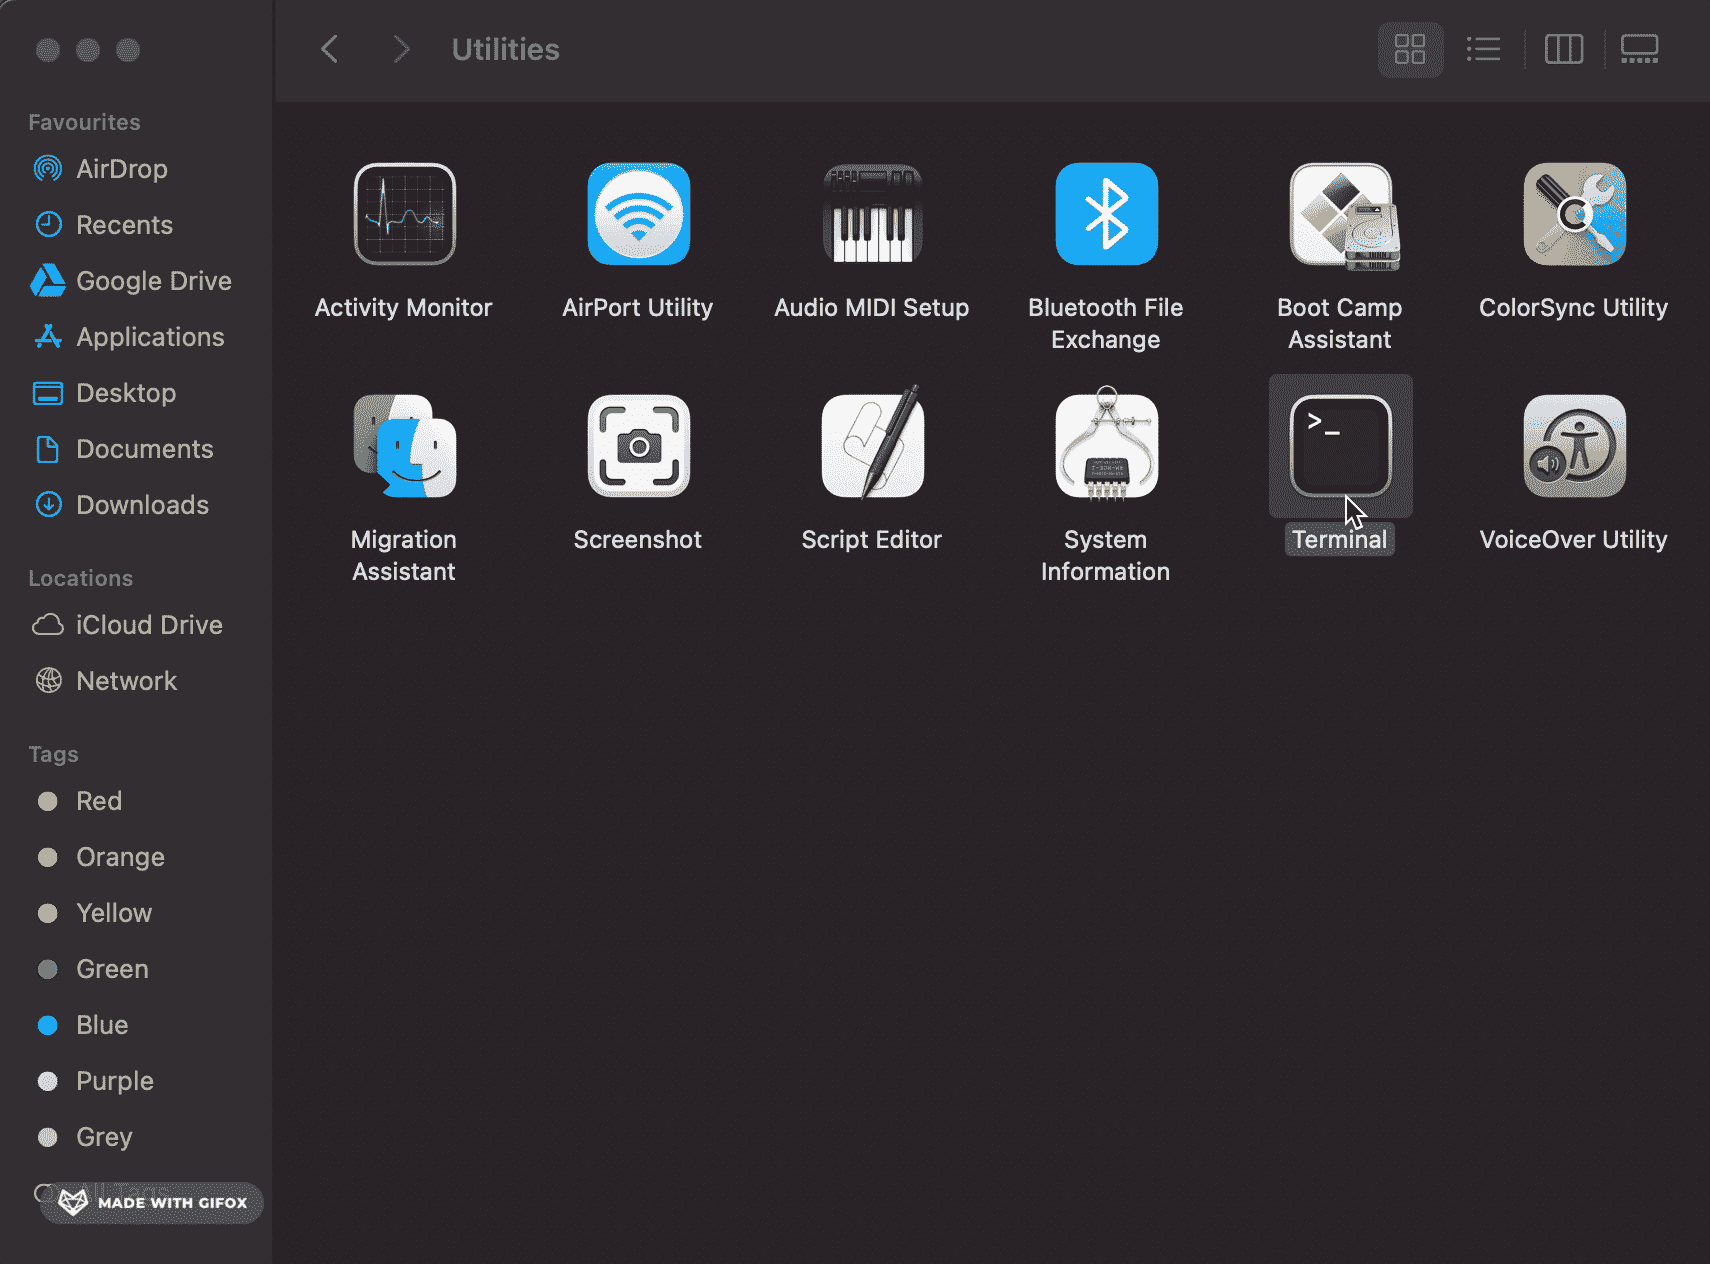 Utilities
Favourites
AirDrop
Recents
Google Drive
Applications
Desktop
Documents
Downloads
Locations
iCloud Drive
Network
Tags
Red
Orange
Yellow
Green
Blue
Purple
Grey
All Tags
MADE WITH GIFOX
Activity Monitor
AirPort Utility
Audio MIDI Setup
Bluetooth File
Exchange
Boot Camp
Assistant
ColorSync Utility
Migration
Assistant
Screenshot
Script Editor
System
Information
>_
Terminal
VoiceOver Utility